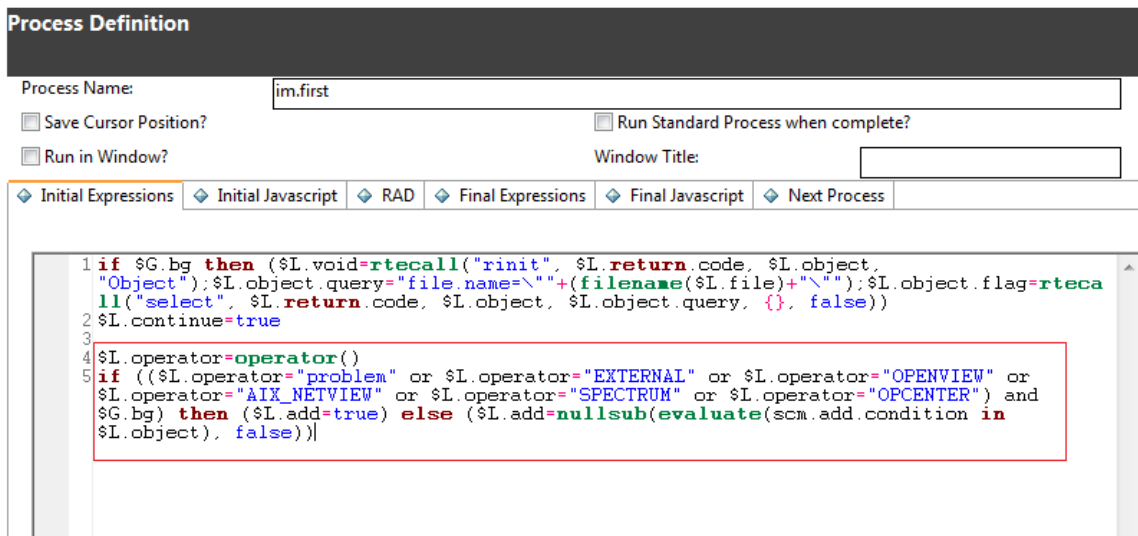 Process Definition
Process Name: im.first
Save Cursor Position? Run Standard Process when complete?
Run in Window? Window Title:
Initial Expressions Initial Javascript RAD Final Expressions Final Javascript Next Process
1 if $G.bg then ($L.void=rtecall("rinit", $L.return.code, $L.object,
"Object");$L.object.query="file.name=\""+(filename($L.file)+"\"");$L.object.flag=rteca
ll("select", $L.return.code, $L.object, $L.object.query, {}, false))
2 $L.continue=true
3
4 $L.operator=operator()
5 if (($L.operator="problem" or $L.operator="EXTERNAL" or $L.operator="OPENVIEW" or
$L.operator="AIX_NETVIEW" or $L.operator="SPECTRUM" or $L.operator="OPCENTER") and
$G.bg) then ($L.add=true) else ($L.add=nullsub(evaluate(scm.add.condition in
$L.object), false))